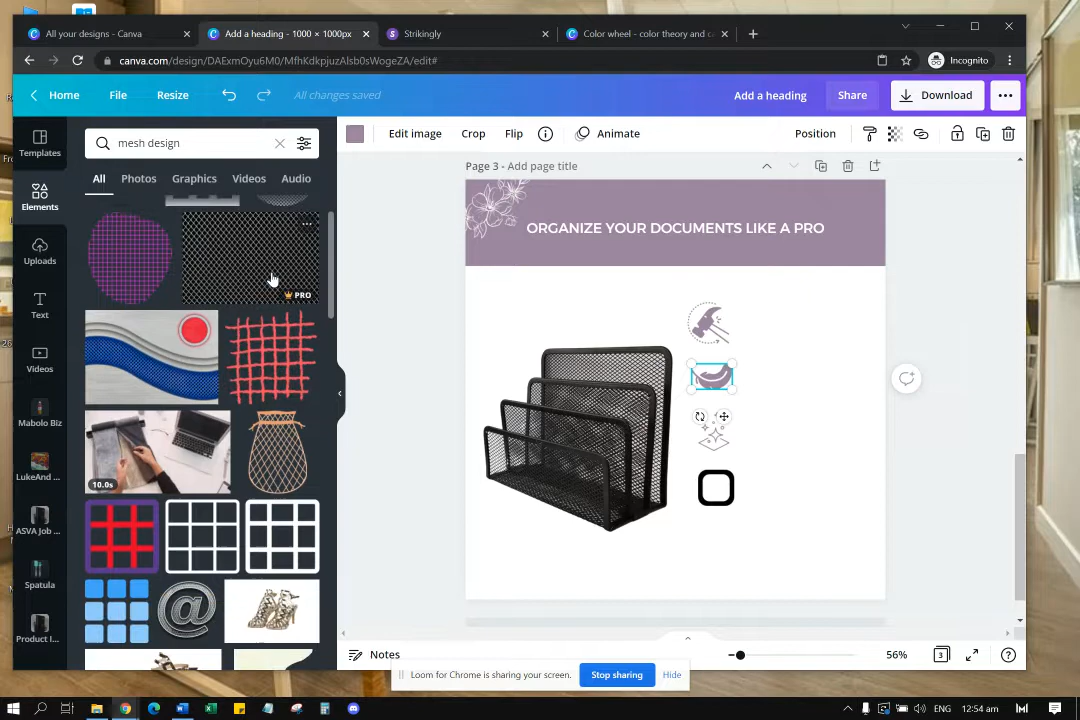 All your designs - Canva
Add a heading - 1000 × 1000px
Strikingly
Color wheel - color theory and ca
canva.com/design/DAExmOyu6M0/MfhKdkpjuzAlsb0sWogeZA/edit#
Incognito
Home
File
Resize
All changes saved
Add a heading
Share
Download
Templates
Elements
Uploads
Text
Videos
Mabolo Biz
LukeAnd ...
ASVA Job ...
Spatula
Product I...
mesh design
All
Photos
Graphics
Videos
Audio
PRO
10.0s
@
Edit image
Crop
Flip
Animate
Position
Page 3 - Add page title
ORGANIZE YOUR DOCUMENTS LIKE A PRO
Notes
56%
3
Loom for Chrome is sharing your screen.
Stop sharing
Hide
ENG
12:54 am